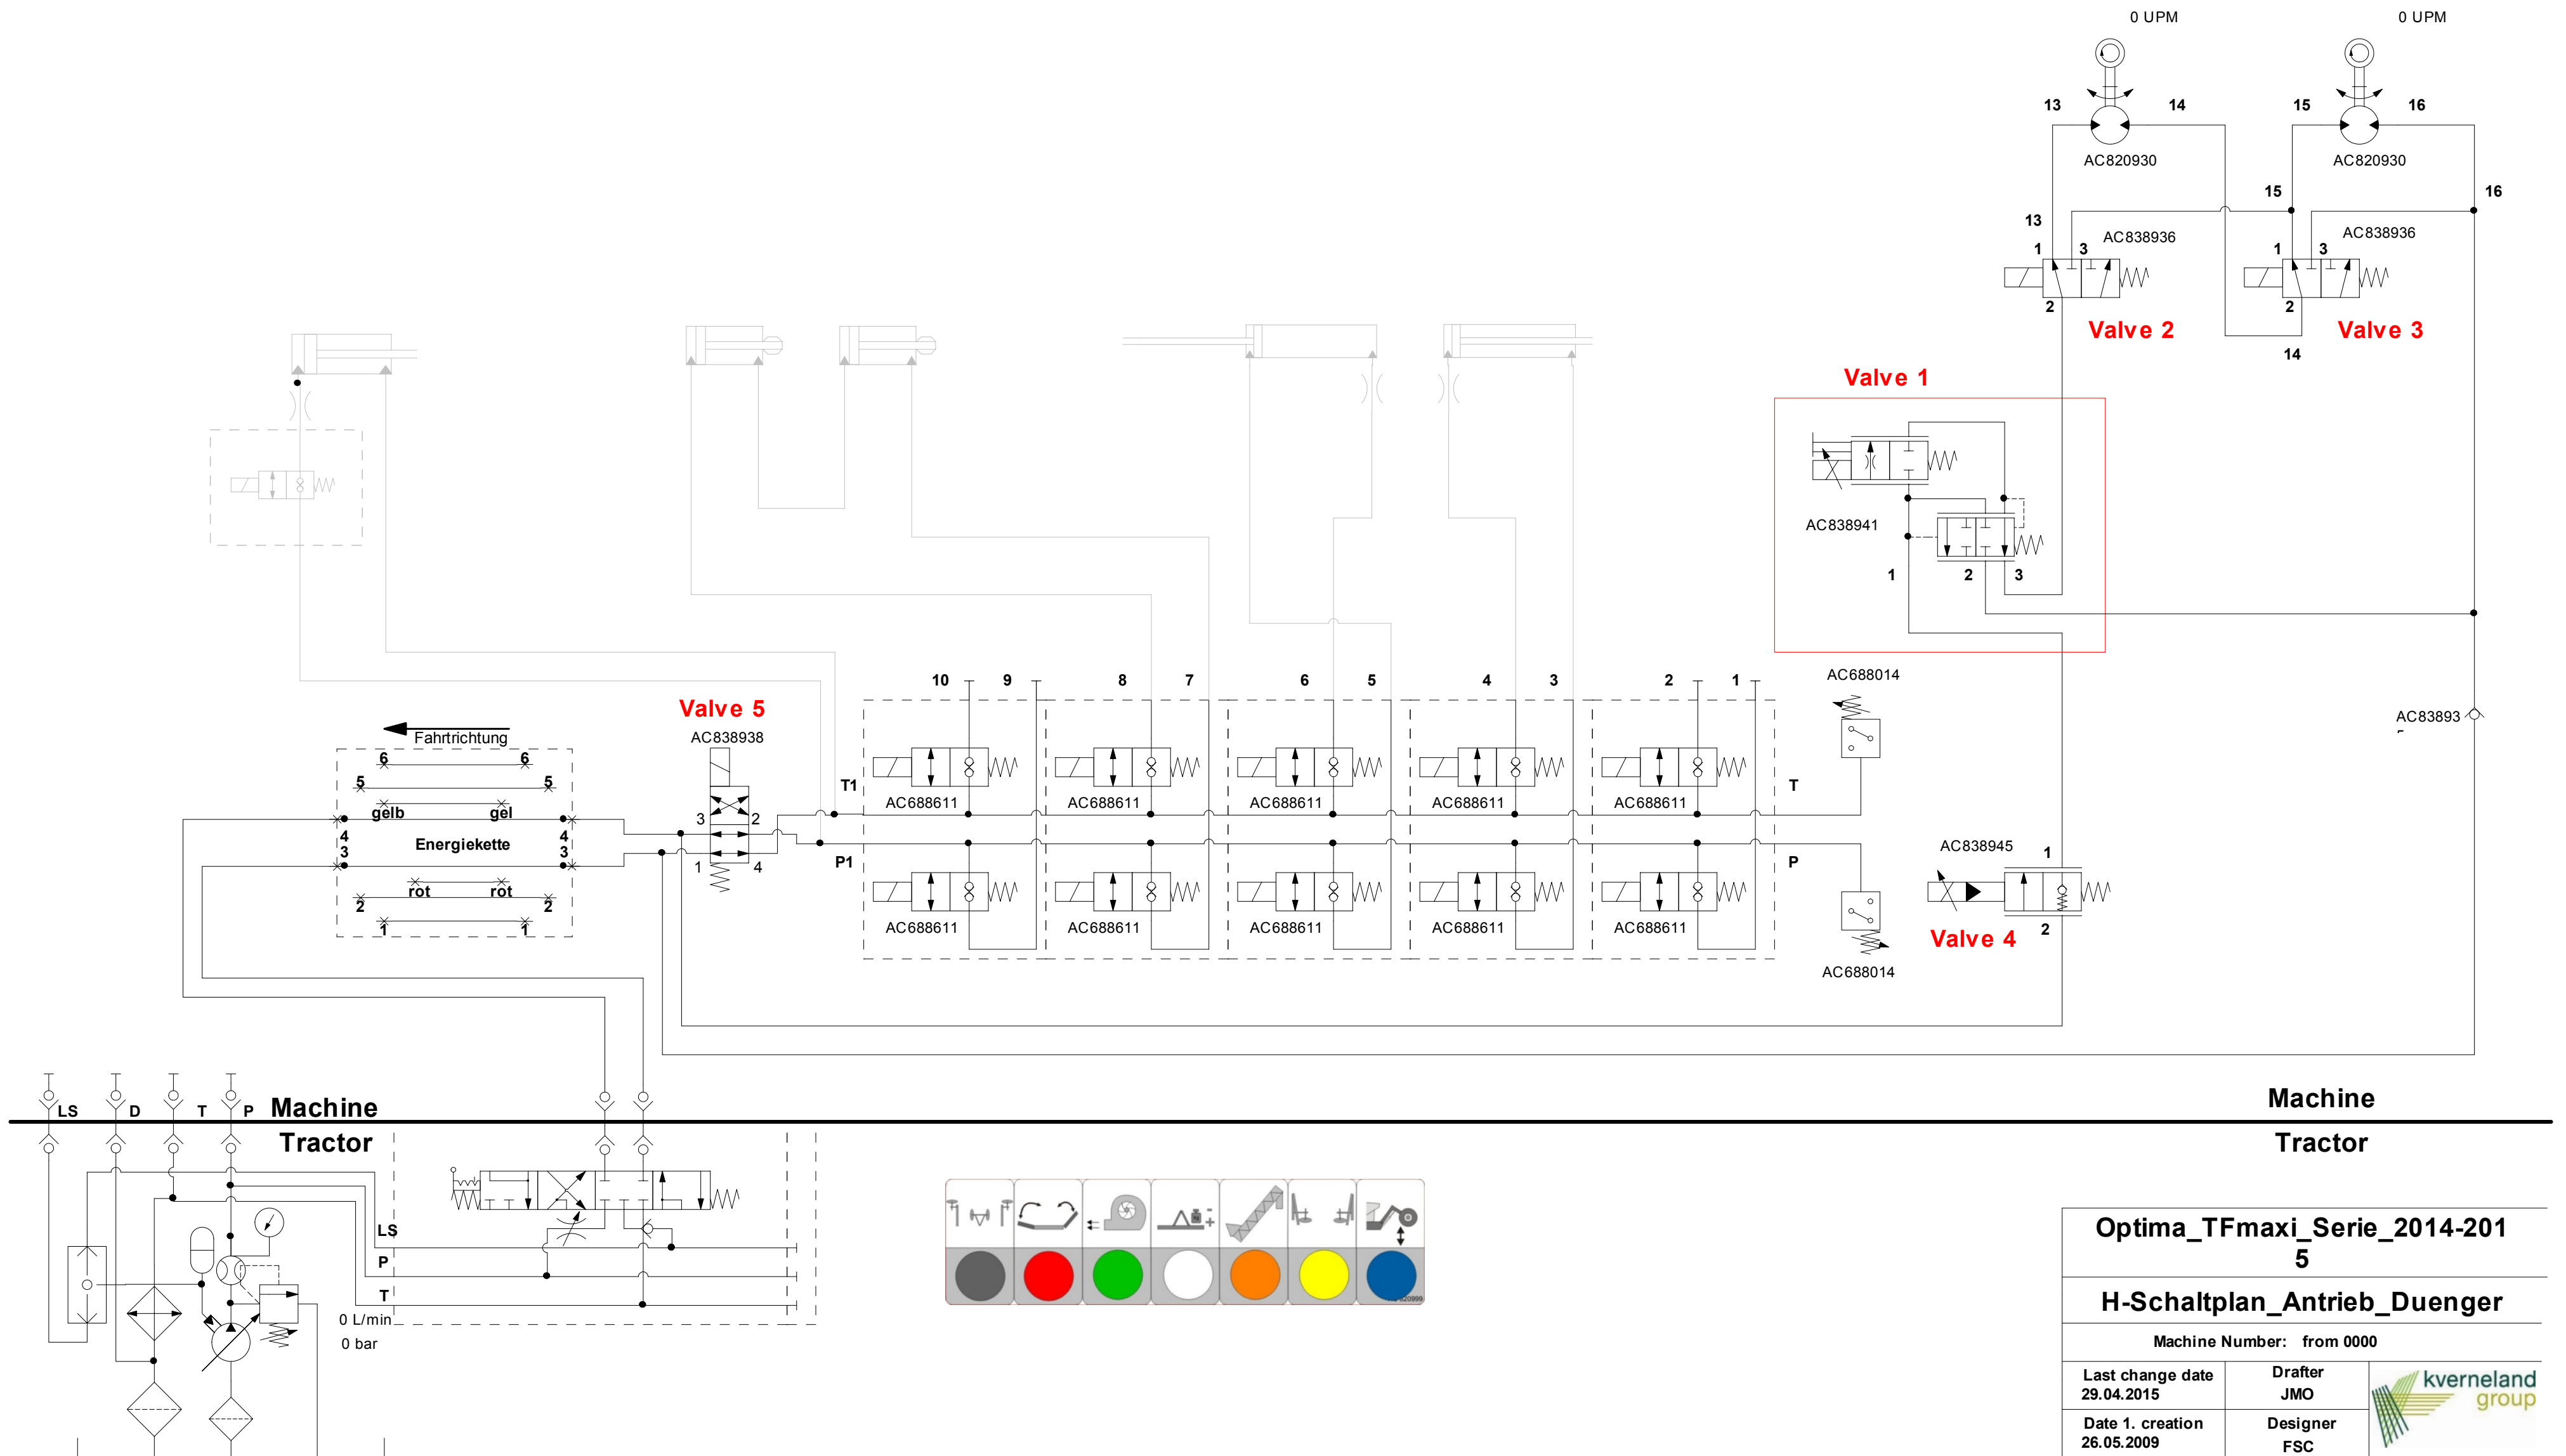 0 UPM
0 UPM
13
14
15
16
AC820930
AC820930
15
16
13
AC838936
AC838936
1
3
1
3
2
2
Valve 2
Valve 3
14
Valve 1
AC838941
1
2
3
10
9
8
7
6
5
4
3
2
1
AC688014
Valve 5
AC838938
AC83893
Fahrtrichtung
6
6
5
5
gelb
gel
4
4
Energiekette
3
3
rot
rot
2
2
1
1
3
2
1
4
T1
P1
AC688611
AC688611
AC688611
AC688611
AC688611
T
P
AC688611
AC688611
AC688611
AC688611
AC688611
AC688014
AC838945
1
2
Valve 4
LS
D
T
P
Machine
Machine
Tractor
Tractor
LS
P
T
0 L/min
0 bar
Optima_TFmaxi_Serie_2014-201
5
H-Schaltplan_Antrieb_Duenger
Machine Number: from 0000
Last change date
29.04.2015
Drafter
JMO
Date 1. creation
26.05.2009
Designer
FSC
kverneland
group